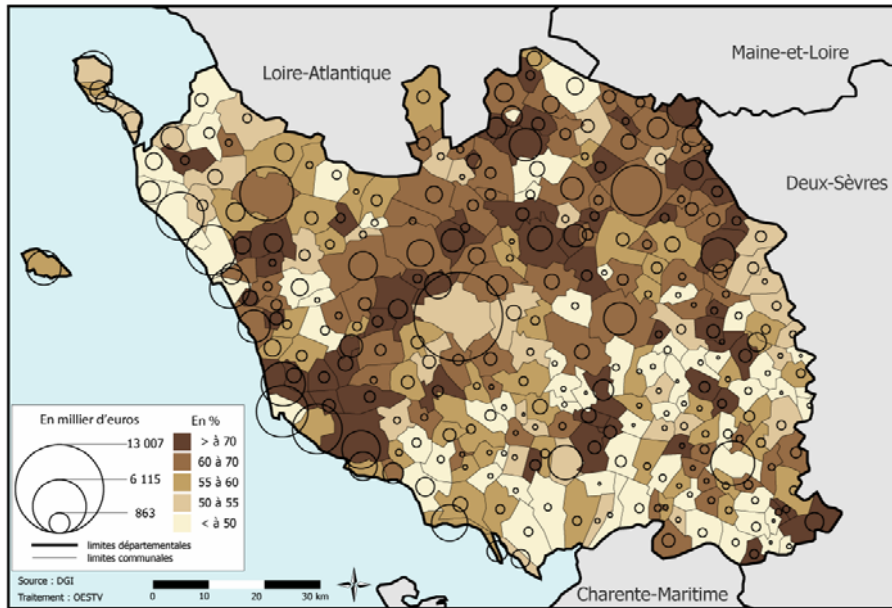 Loire-Atlantique
Maine-et-Loire
Deux-Sèvres
Charente-Maritime
En millier d'euros
13 007
6 115
863
limites départementales
limites communales
En %
> à 70
60 à 70
55 à 60
50 à 55
< à 50
Source : DGI
Traitement : OESTV
0 10 20 30 km